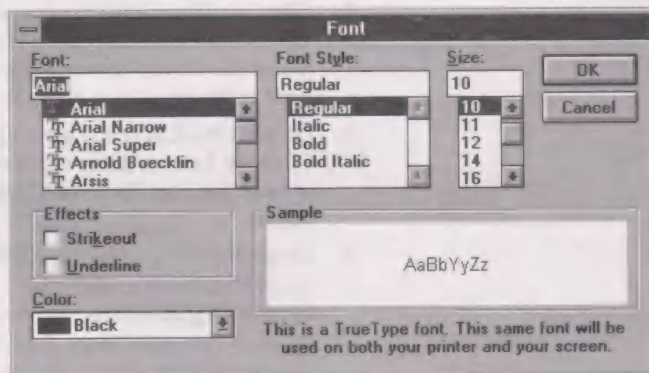 Font
Font:
Arial
Arial
Arial Narrow
Arial Super
Arnold Boecklin
Arsis
Font Style:
Regular
Regular
Italic
Bold
Bold Italic
Size:
10
10
11
12
14
16
OK
Cancel
Effects
Strikeout
Underline
Color:
Black
Sample
AaBbYyZz
This is a TrueType font. This same font will be
used on both your printer and your screen.